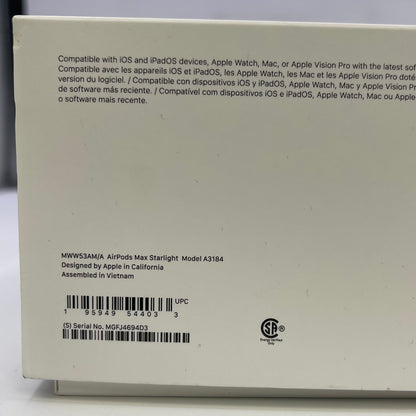 Compatible with iOS and iPadOS devices, Apple Watch, Mac, or Apple Vision Pro with the latest
Compatible avec les appareils iOS et iPadOS, les Apple Watch, les Mac et les Apple Vision Pro
version du logiciel. / Compatible con dispositivos iOS y iPadOS, Apple Watch, Mac y Apple Vision
de software más reciente. / Compatível com dispositivos iOS e iPadOS, Apple Watch, Mac ou
o software mais recente.
MWW53AM/A AirPods Max Starlight Model A3184
Designed by Apple in California
Assembled in Vietnam
UPC
1 95949 54403 3
(S) Serial No. MGFJ4694D3
SA ®
Energy Verified
Only